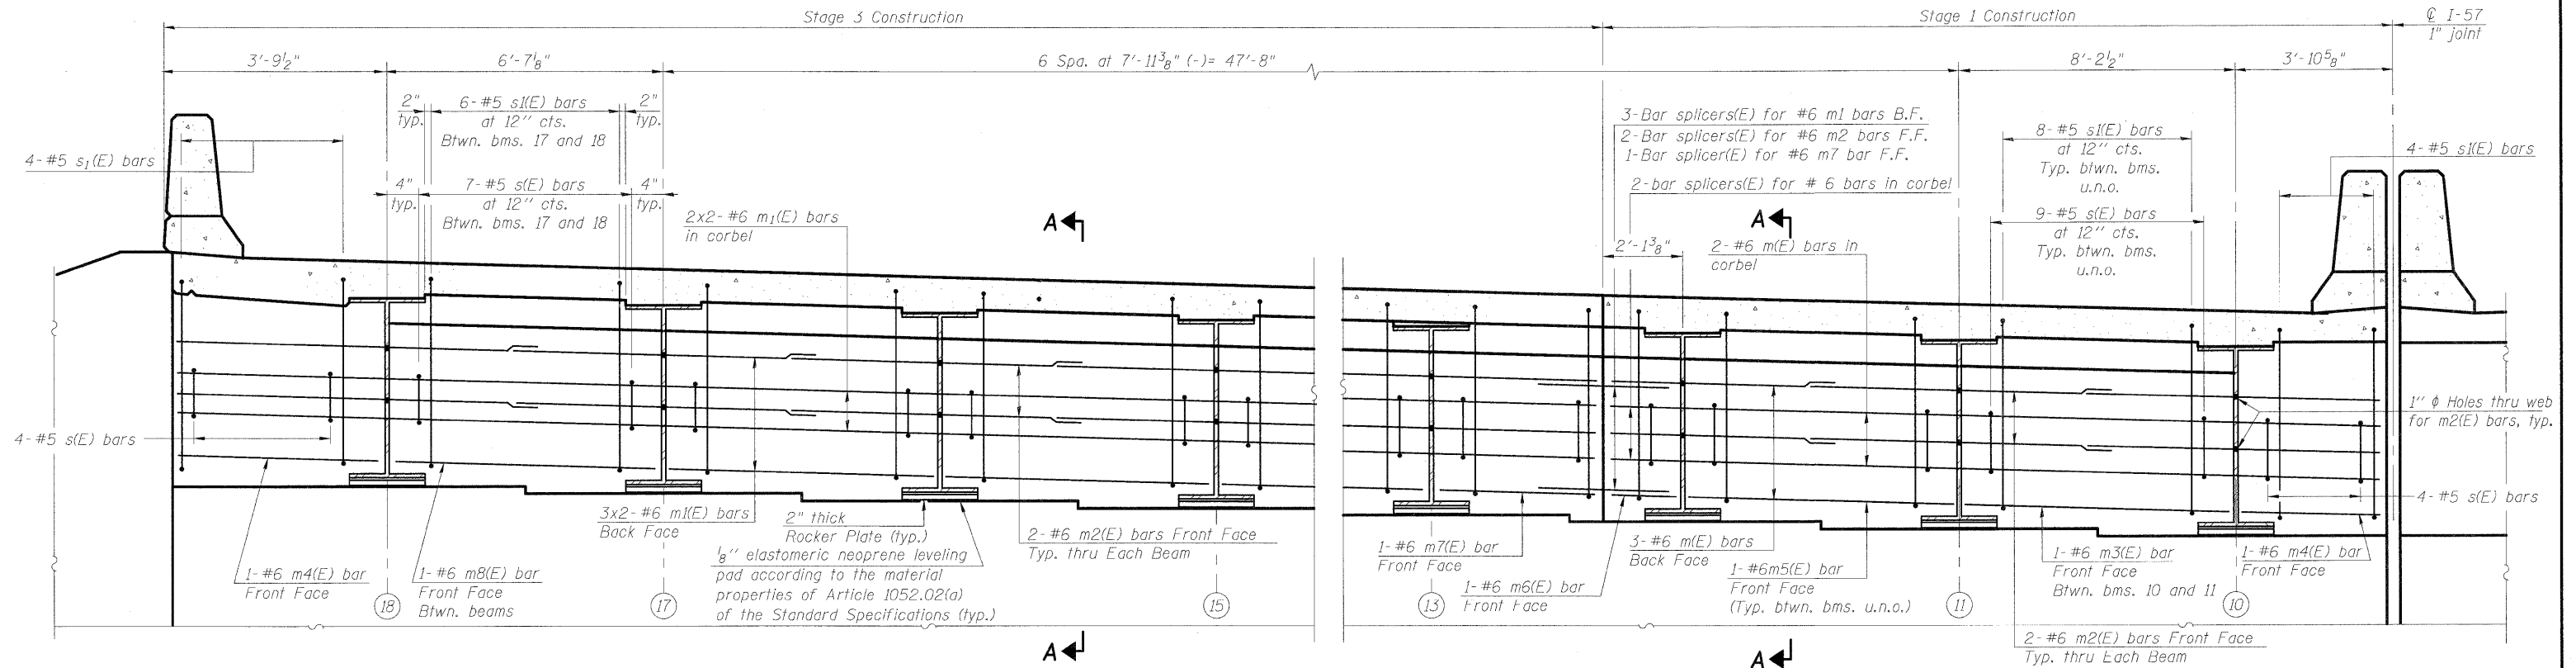 Stage 3 Construction
Stage 1 Construction
℄ I-57
1" joint
3'-9½"
6'-7⅛"
6 Spa. at 7'-11⅜" (-)= 47'-8"
8'-2½"
3'-10⅝"
2"
typ.
6-#5 s1(E) bars
at 12" cts.
Btwn. bms. 17 and 18
2"
typ.
4-#5 s₁(E) bars
4"
typ.
7-#5 s(E) bars
at 12" cts.
Btwn. bms. 17 and 18
4"
typ.
2x2-#6 m₁(E) bars
in corbel
A
3-Bar splicers(E) for #6 m1 bars B.F.
2-Bar splicers(E) for #6 m2 bars F.F.
1-Bar splicer(E) for #6 m7 bar F.F.
2-bar splicers(E) for # 6 bars in corbel
A
2'-1⅜"
2-#6 m(E) bars in
corbel
8-#5 s1(E) bars
at 12" cts.
Typ. btwn. bms.
u.n.o.
9-#5 s(E) bars
at 12" cts.
Typ. btwn. bms.
u.n.o.
4-#5 s1(E) bars
4-#5 s(E) bars
1" φ Holes thru web
for m2(E) bars, typ.
4-#5 s(E) bars
1-#6 m4(E) bar
Front Face
1-#6 m8(E) bar
Front Face
Btwn. beams
3x2-#6 m1(E) bars
Back Face
2" thick
Rocker Plate (typ.)
⅛" elastomeric neoprene leveling
pad according to the material
properties of Article 1052.02(a)
of the Standard Specifications (typ.)
2-#6 m2(E) bars Front Face
Typ. thru Each Beam
1-#6 m7(E) bar
Front Face
1-#6 m6(E) bar
Front Face
3-#6 m(E) bars
Back Face
1-#6m5(E) bar
Front Face
(Typ. btwn. bms. u.n.o.)
1-#6 m3(E) bar
Front Face
Btwn. bms. 10 and 11
1-#6 m4(E) bar
Front Face
18
17
15
13
11
10
2-#6 m2(E) bars Front Face
Typ. thru Each Beam
A
A